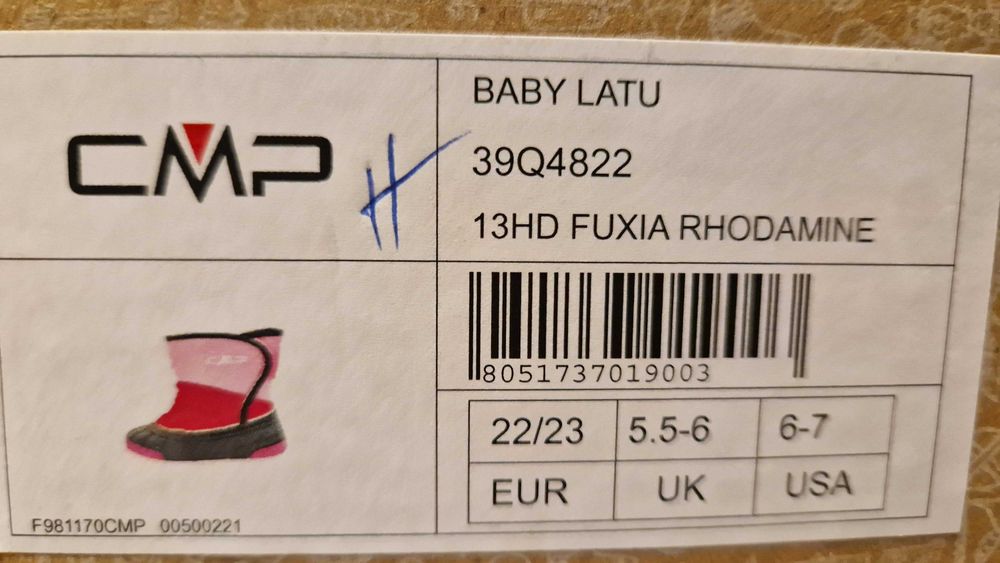 CMP
H
BABY LATU
39Q4822
13HD FUXIA RHODAMINE
8051737019003
CMP
22/23 5.5-6 6-7
EUR UK USA
F981170CMP 00500221